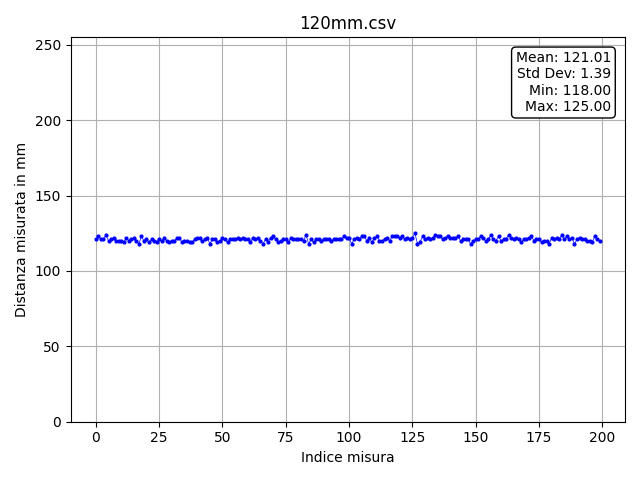 120mm.csv
Mean: 121.01
Std Dev: 1.39
Min: 118.00
Max: 125.00
250
200
150
100
50
0
Distanza misurata in mm
0 25 50 75 100 125 150 175 200
Indice misura